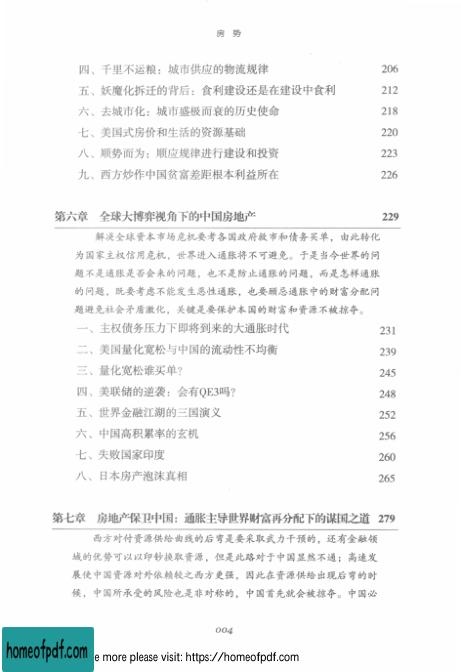 房 势
四、千里不运粮：城市供应的物流规律 206
五、妖魔化拆迁的背后：食利建设还是在建设中食利 212
六、去城市化：城市盛极而衰的历史使命 218
七、美国式房价和生活的资源基础 220
八、顺势而为：顺应规律进行建设和投资 223
九、西方炒作中国贫富差距根本利益所在 226
第六章 全球大博弈视角下的中国房地产 229
解决全球资本市场危机要考各国政府救市和债务买单，由此转化
为国家主权信用危机，世界进入通胀将不可避免。于是当今世界的问
题不是通胀是否会来的问题，也不是防止通胀的问题，而是怎样通胀
的问题，既要考虑不能发生恶性通胀，也要顾忌通胀中的财富分配问
题避免社会矛盾激化，关键是要保护本国的财富和资源不被掠夺。
一、主权债务压力下即将到来的大通胀时代 231
二、美国量化宽松与中国的流动性不均衡 239
三、量化宽松谁买单？ 245
四、美联储的逆袭：会有QE3吗？ 248
五、世界金融江湖的三国演义 252
六、中国高积累率的玄机 256
七、失败国家印度 260
八、日本房产泡沫真相 265
第七章 房地产保卫中国：通胀主导世界财富再分配下的谋国之道 279
西方对付资源供给曲线的后弯是要采取武力干预的，还有金融领
域的优势可以以印钞换取资源，但是此路对于中国显然不通；高速发
展使中国资源对外依赖较之西方更强，因此在资源供给出现后弯的时
候，中国所承受的风险也是非对称的，中国首先就会被掠夺。中国必
004
homeofpdf.com
e more please visit: https://homeofpdf.com